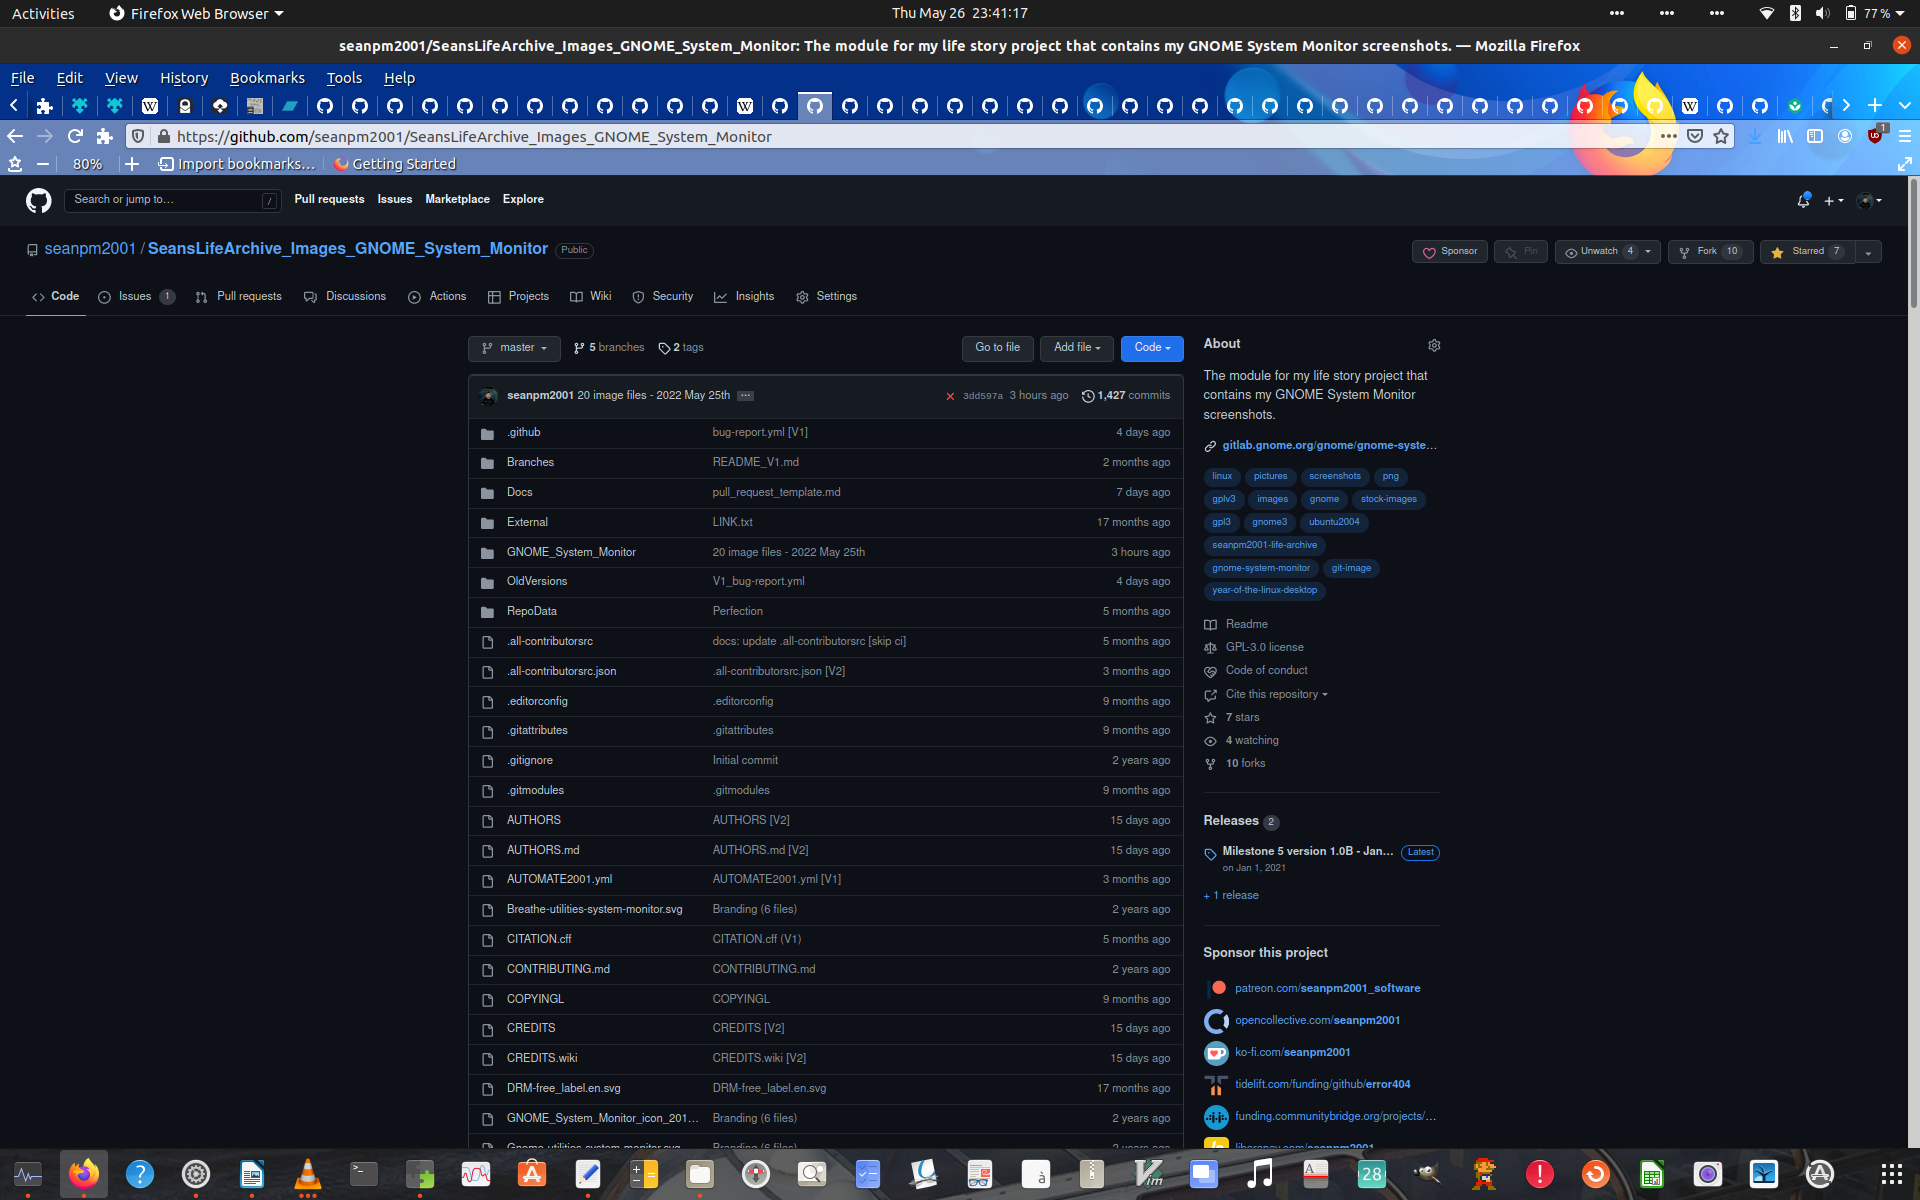 Activities
Firefox Web Browser
Thu May 26  23:41:17
77 %
seanpm2001/SeansLifeArchive_Images_GNOME_System_Monitor: The module for my life story project that contains my GNOME System Monitor screenshots. — Mozilla Firefox
File Edit View History Bookmarks Tools Help
https://github.com/seanpm2001/SeansLifeArchive_Images_GNOME_System_Monitor
1
80%
Import bookmarks...
Getting Started
Search or jump to...
/
Pull requests Issues Marketplace Explore
seanpm2001 / SeansLifeArchive_Images_GNOME_System_Monitor
Public
Sponsor
Pin
Unwatch 4
Fork 10
Starred 7
Code
Issues 1
Pull requests
Discussions
Actions
Projects
Wiki
Security
Insights
Settings
master
5 branches
2 tags
Go to file
Add file
Code
seanpm2001 20 image files - 2022 May 25th
3dd597a 3 hours ago
1,427 commits
.github bug-report.yml [V1] 4 days ago
Branches README_V1.md 2 months ago
Docs pull_request_template.md 7 days ago
External LINK.txt 17 months ago
GNOME_System_Monitor 20 image files - 2022 May 25th 3 hours ago
OldVersions V1_bug-report.yml 4 days ago
RepoData Perfection 5 months ago
.all-contributorsrc docs: update .all-contributorsrc [skip ci] 5 months ago
.all-contributorsrc.json .all-contributorsrc.json [V2] 3 months ago
.editorconfig .editorconfig 9 months ago
.gitattributes .gitattributes 9 months ago
.gitignore Initial commit 2 years ago
.gitmodules .gitmodules 9 months ago
AUTHORS AUTHORS [V2] 15 days ago
AUTHORS.md AUTHORS.md [V2] 15 days ago
AUTOMATE2001.yml AUTOMATE2001.yml [V1] 3 months ago
Breathe-utilities-system-monitor.svg Branding (6 files) 2 years ago
CITATION.cff CITATION.cff (V1) 5 months ago
CONTRIBUTING.md CONTRIBUTING.md 2 years ago
COPYINGL COPYINGL 9 months ago
CREDITS CREDITS [V2] 15 days ago
CREDITS.wiki CREDITS.wiki [V2] 15 days ago
DRM-free_label.en.svg DRM-free_label.en.svg 17 months ago
GNOME_System_Monitor_icon_201... Branding (6 files) 2 years ago
Gnome-utilities-system-monitor.svg Branding (6 files) 2 years ago
About
The module for my life story project that
contains my GNOME System Monitor
screenshots.
gitlab.gnome.org/gnome/gnome-syste...
linux pictures screenshots png
gplv3 images gnome stock-images
gpl3 gnome3 ubuntu2004
seanpm2001-life-archive
gnome-system-monitor git-image
year-of-the-linux-desktop
Readme
GPL-3.0 license
Code of conduct
Cite this repository
7 stars
4 watching
10 forks
Releases 2
Milestone 5 version 1.0B - Jan... Latest
on Jan 1, 2021
+ 1 release
Sponsor this project
patreon.com/seanpm2001_software
opencollective.com/seanpm2001
ko-fi.com/seanpm2001
tidelift.com/funding/github/error404
funding.communitybridge.org/projects/...
liberapay.com/seanpm2001
28